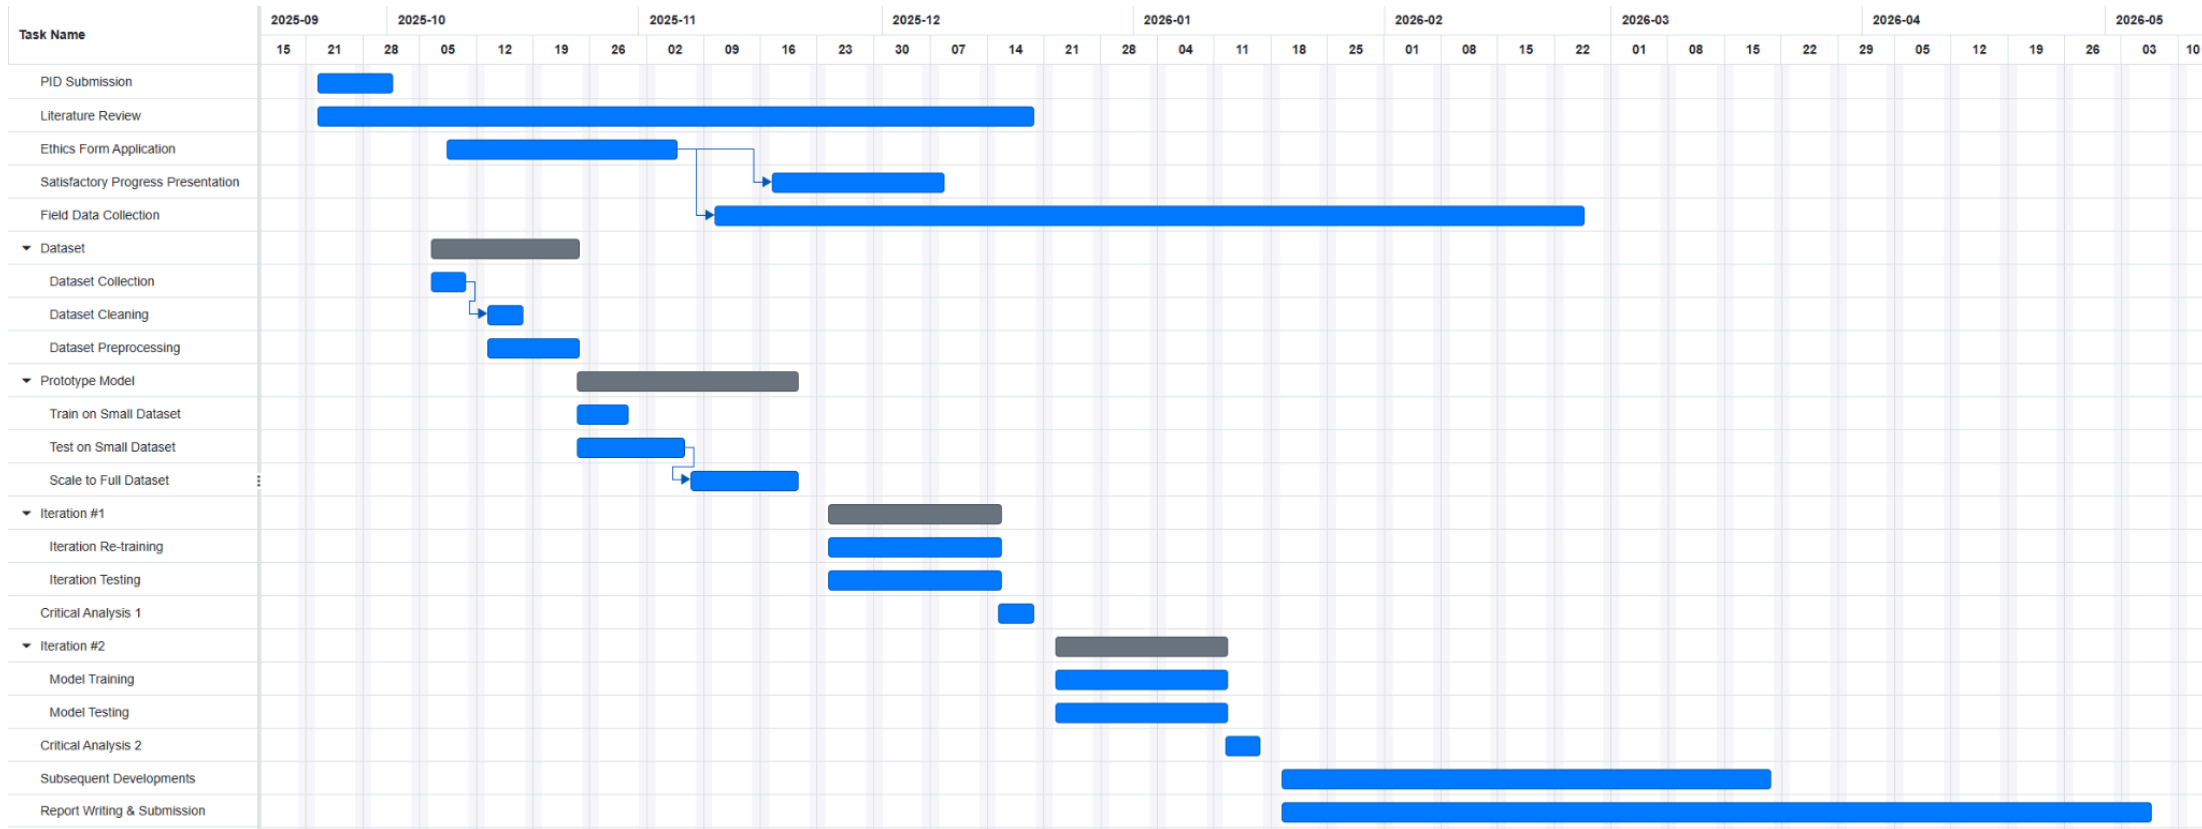 Task Name
2025-09 2025-10 2025-11 2025-12 2026-01 2026-02 2026-03 2026-04 2026-05
15 21 28 05 12 19 26 02 09 16 23 30 07 14 21 28 04 11 18 25 01 08 15 22 01 08 15 22 29 05 12 19 26 03 10
PID Submission
Literature Review
Ethics Form Application
Satisfactory Progress Presentation
Field Data Collection
Dataset
Dataset Collection
Dataset Cleaning
Dataset Preprocessing
Prototype Model
Train on Small Dataset
Test on Small Dataset
Scale to Full Dataset
Iteration #1
Iteration Re-training
Iteration Testing
Critical Analysis 1
Iteration #2
Model Training
Model Testing
Critical Analysis 2
Subsequent Developments
Report Writing & Submission